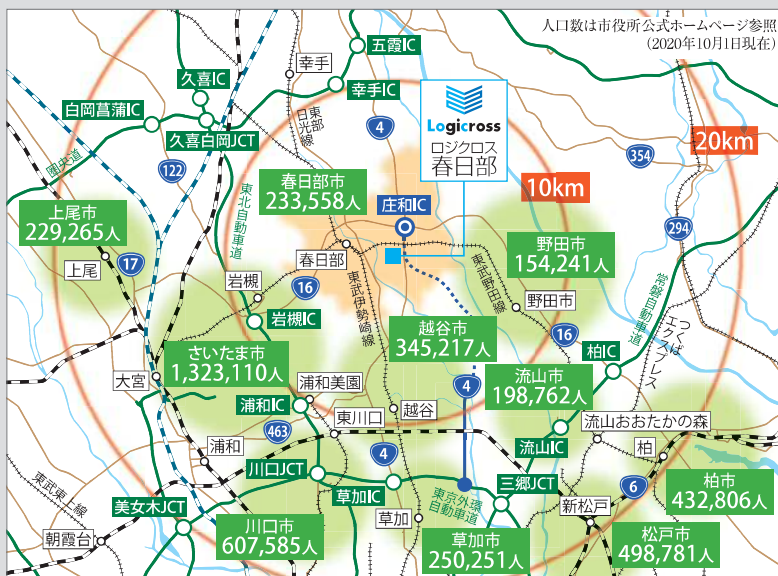 人口数は市役所公式ホームページ参照
(2020年10月1日現在)
五霞IC
幸手
久喜IC
幸手IC
白岡菖蒲IC
久喜白岡JCT
日光線
東武
4
Logicross
ロジクロス
春日部
20km
354
圏央道
122
東北自動車道
春日部市
233,558人
10km
庄和IC
上尾市
229,265人
294
野田市
154,241人
上尾
17
春日部
岩槻
16
東武伊勢崎線
東武野田線
野田市
常磐自動車道
つくば
エクスプレス
岩槻IC
越谷市
345,217人
16
さいたま市
1,323,110人
柏IC
大宮
浦和美園
4
流山市
198,762人
浦和IC
越谷
463
東川口
流山おおたかの森
浦和
4
流山IC
柏
川口JCT
草加IC
三郷JCT
6
柏市
432,806人
東武東上線
美女木JCT
東京外環
自動車道
新松戸
川口市
607,585人
草加
草加市
250,251人
松戸市
498,781人
朝霞台